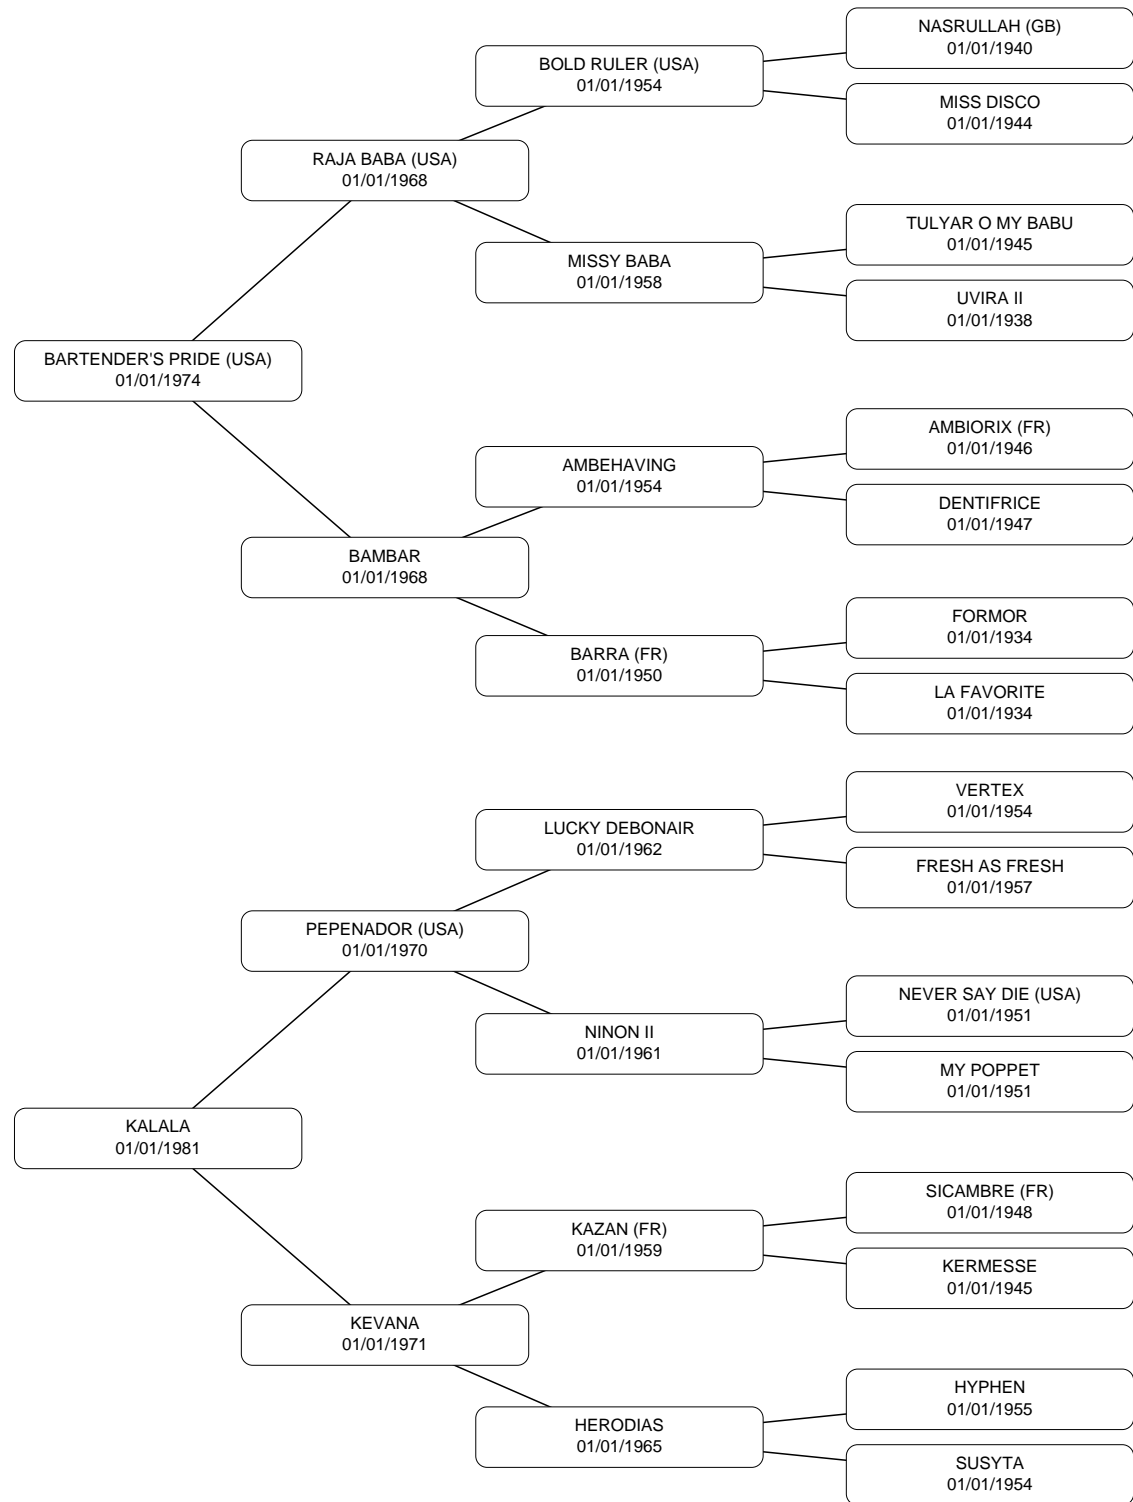 NASRULLAH (GB)
01/01/1940
BOLD RULER (USA)
01/01/1954
MISS DISCO
01/01/1944
RAJA BABA (USA)
01/01/1968
TULYAR O MY BABU
01/01/1945
MISSY BABA
01/01/1958
UVIRA II
01/01/1938
BARTENDER'S PRIDE (USA)
01/01/1974
AMBIORIX (FR)
01/01/1946
AMBEHAVING
01/01/1954
DENTIFRICE
01/01/1947
BAMBAR
01/01/1968
FORMOR
01/01/1934
BARRA (FR)
01/01/1950
LA FAVORITE
01/01/1934
VERTEX
01/01/1954
LUCKY DEBONAIR
01/01/1962
FRESH AS FRESH
01/01/1957
PEPENADOR (USA)
01/01/1970
NEVER SAY DIE (USA)
01/01/1951
NINON II
01/01/1961
MY POPPET
01/01/1951
KALALA
01/01/1981
SICAMBRE (FR)
01/01/1948
KAZAN (FR)
01/01/1959
KERMESSE
01/01/1945
KEVANA
01/01/1971
HYPHEN
01/01/1955
HERODIAS
01/01/1965
SUSYTA
01/01/1954